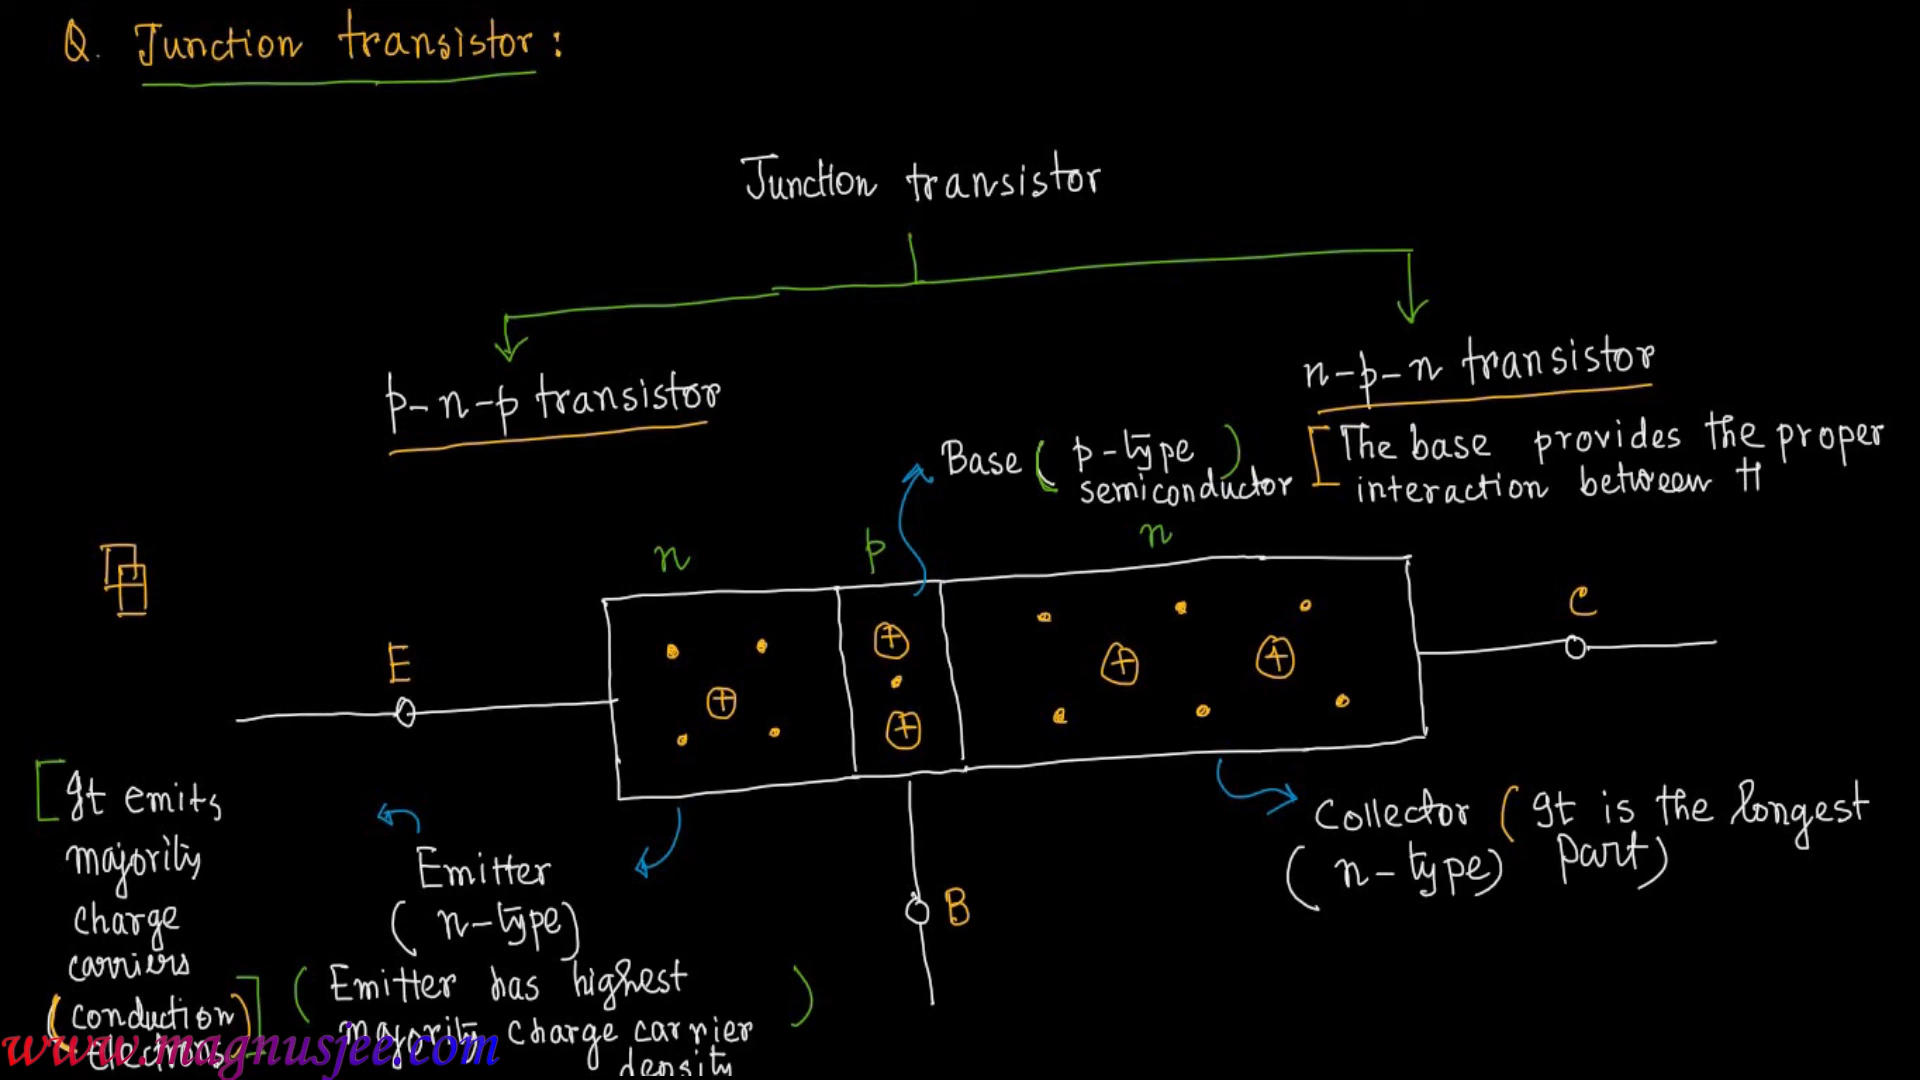 Q. Junction transistor:
Junction transistor
p-n-p transistor
n-p-n transistor
Base (p-type
semiconductor)
[The base provides the proper
interaction between
n
p
n
E
C
B
[It emits
majority
charge
carriers
(conduction)
electrons]
Emitter
(n-type)
(Emitter has highest
majority charge carrier
density)
Collector (It is the longest
part)
(n-type)
www.magnusjee.com